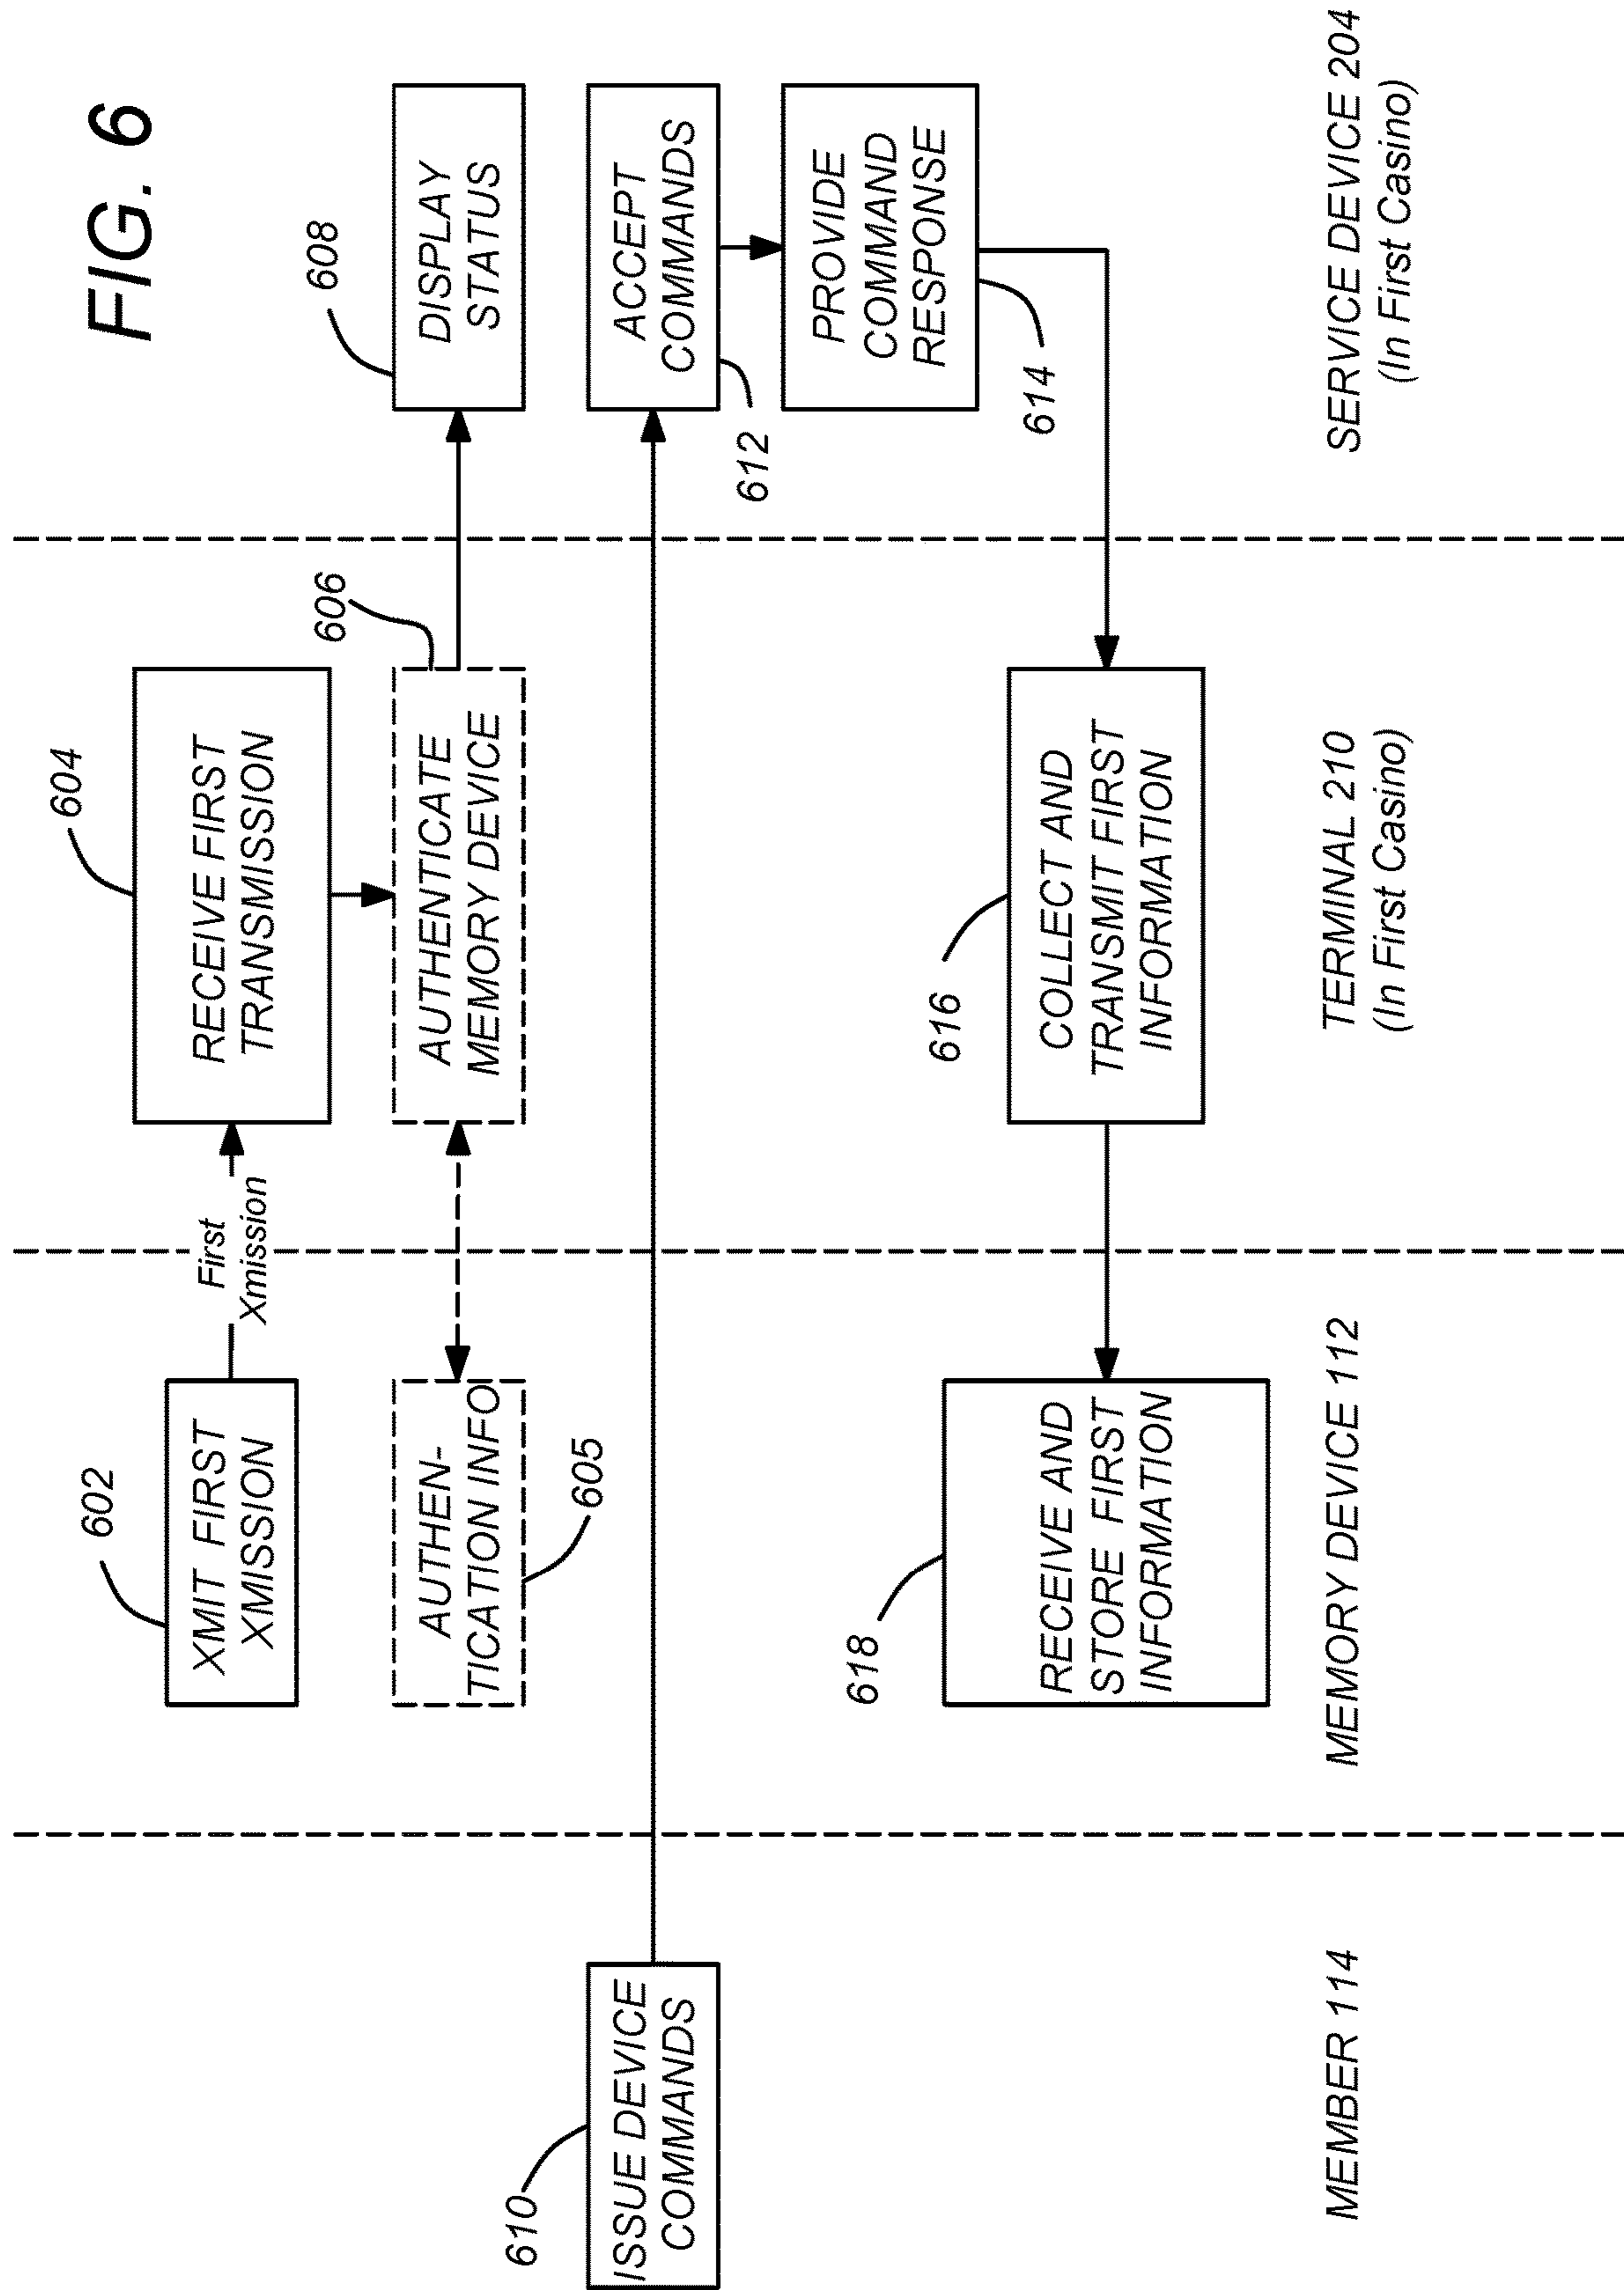 FIG. 6
602
XMIT FIRST
XMISSION
First
Xmission
604
RECEIVE FIRST
TRANSMISSION
AUTHEN-
TICATION INFO
605
606
AUTHENTICATE
MEMORY DEVICE
608
DISPLAY
STATUS
610
ISSUE DEVICE
COMMANDS
ACCEPT
COMMANDS
612
PROVIDE
COMMAND
RESPONSE
614
616
COLLECT AND
TRANSMIT FIRST
INFORMATION
618
RECEIVE AND
STORE FIRST
INFORMATION
MEMBER 114
MEMORY DEVICE 112
TERMINAL 210
(In First Casino)
SERVICE DEVICE 204
(In First Casino)